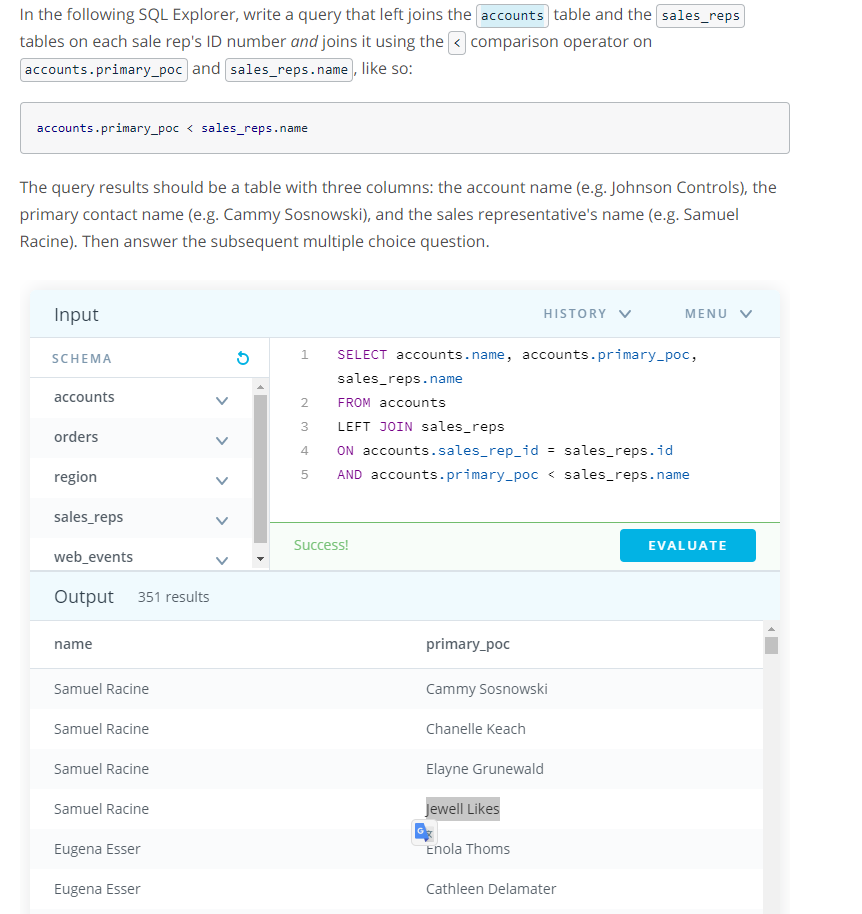 In the following SQL Explorer, write a query that left joins the accounts table and the sales_reps
tables on each sale rep's ID number and joins it using the < comparison operator on
accounts.primary_poc and sales_reps.name, like so:
accounts.primary_poc < sales_reps.name
The query results should be a table with three columns: the account name (e.g. Johnson Controls), the
primary contact name (e.g. Cammy Sosnowski), and the sales representative's name (e.g. Samuel
Racine). Then answer the subsequent multiple choice question.
Input
HISTORY
MENU
SCHEMA
accounts
orders
region
sales_reps
web_events
1 SELECT accounts.name, accounts.primary_poc,
sales_reps.name
2 FROM accounts
3 LEFT JOIN sales_reps
4 ON accounts.sales_rep_id = sales_reps.id
5 AND accounts.primary_poc < sales_reps.name
Success!
EVALUATE
Output 351 results
name primary_poc
Samuel Racine Cammy Sosnowski
Samuel Racine Chanelle Keach
Samuel Racine Elayne Grunewald
Samuel Racine Jewell Likes
G
Eugena Esser Enola Thoms
Eugena Esser Cathleen Delamater